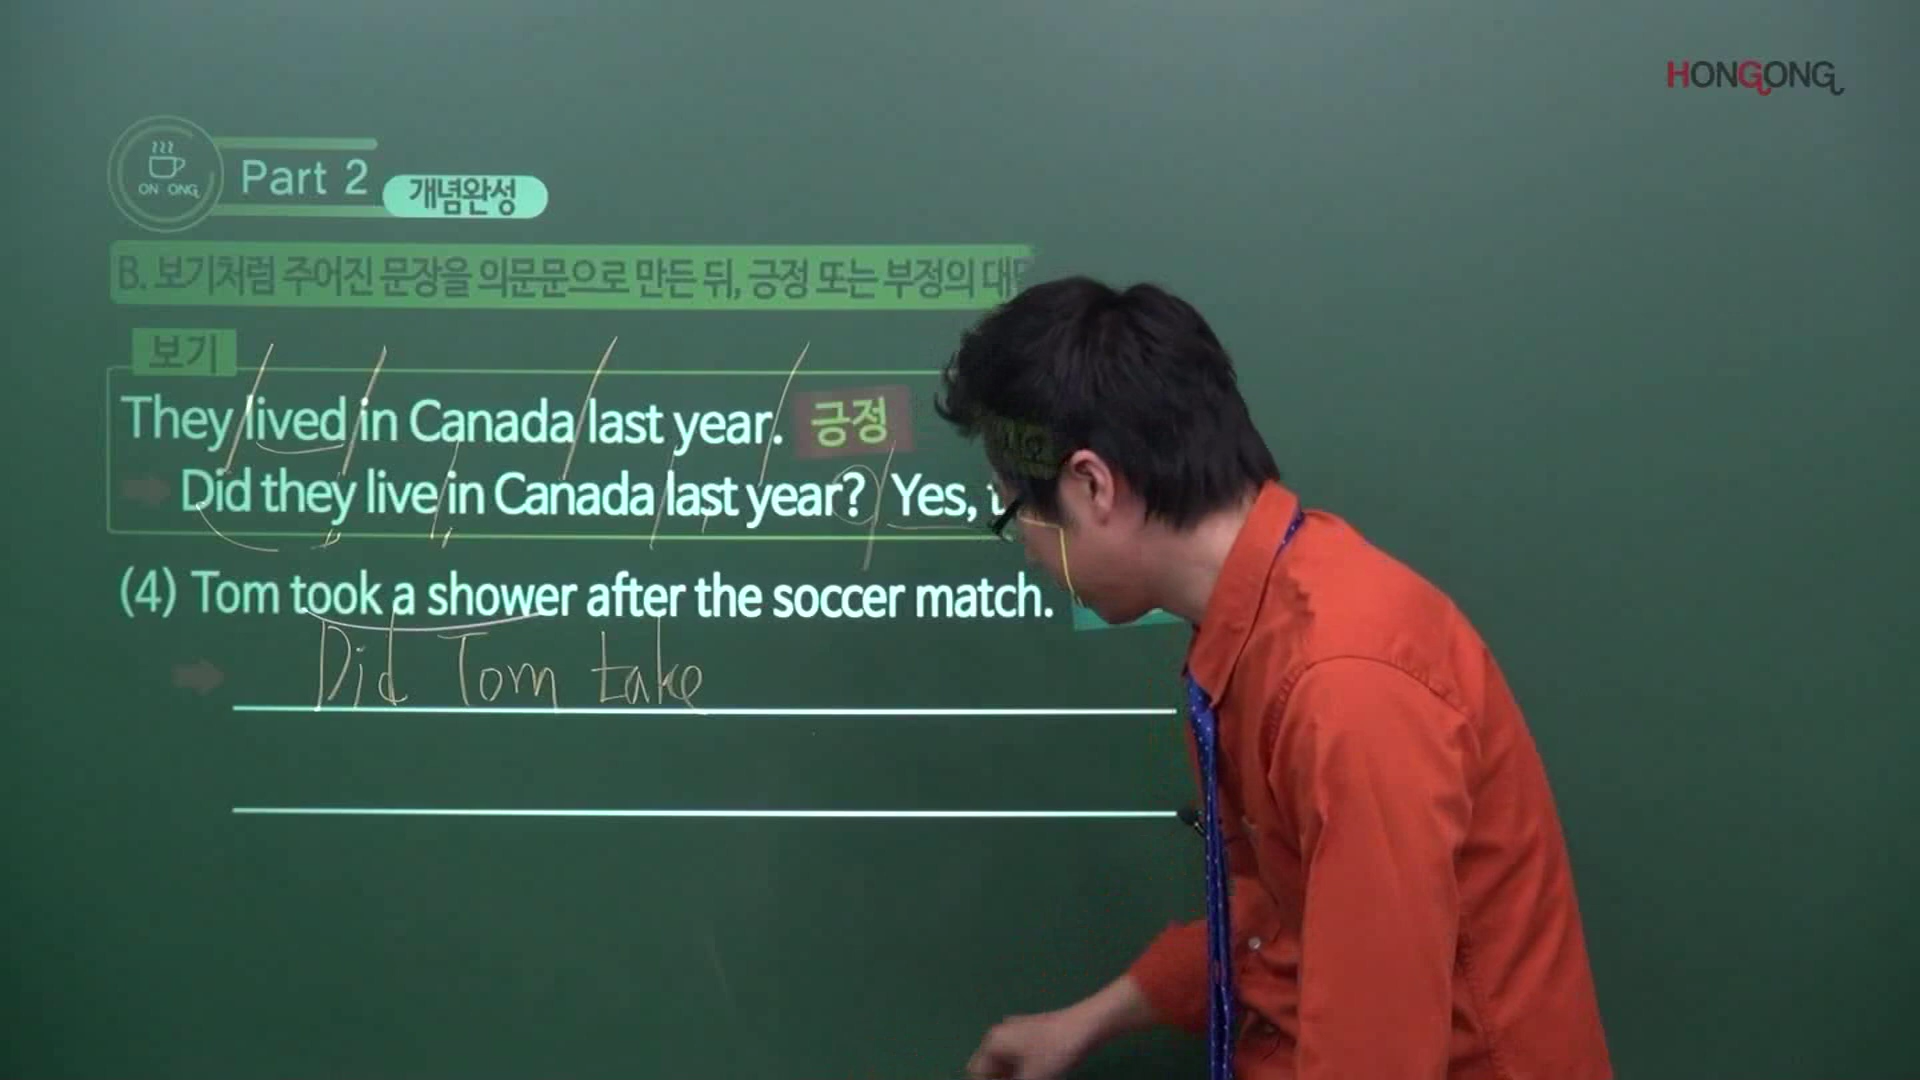 HONGONG
ON ONG
Part 2 개념완성
B. 보기처럼 주어진 문장을 의문문으로 만든 뒤, 긍정 또는 부정의
보기
They lived in Canada last year. 긍정
Did they live in Canada last year? Yes,
(4) Tom took a shower after the soccer match.
Did Tom take